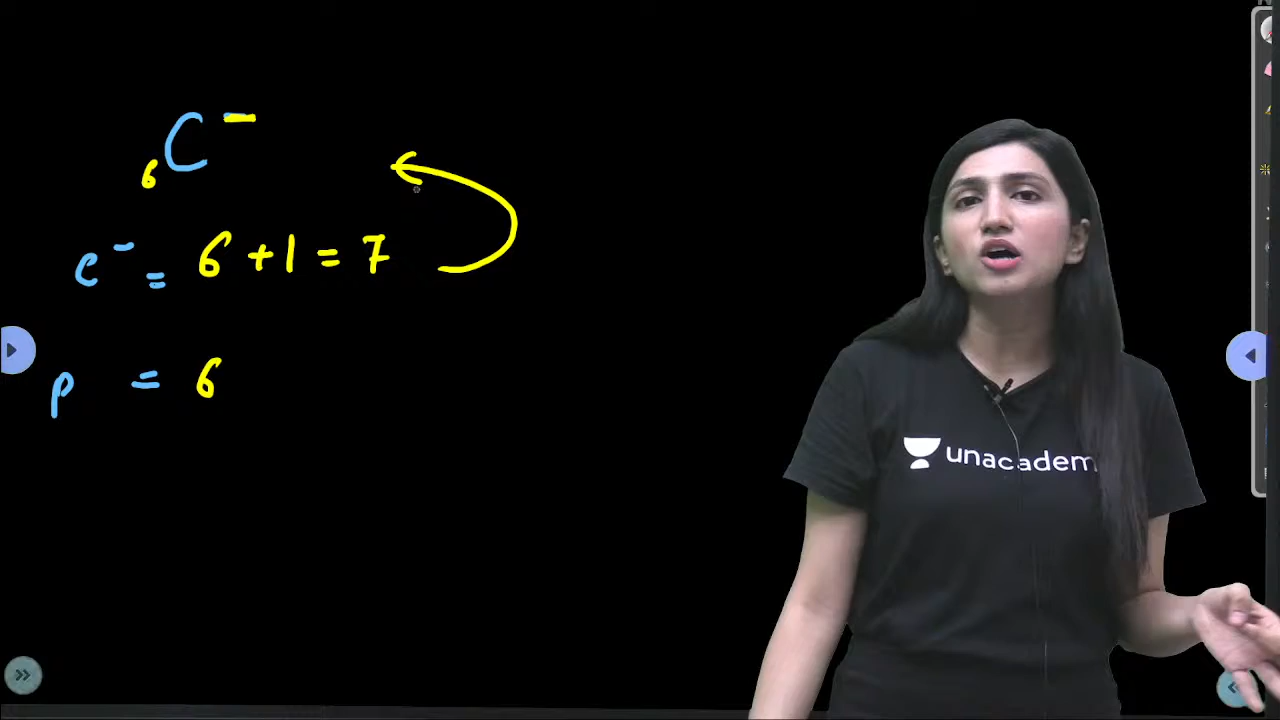 ₆C⁻
e⁻ = 6 + 1 = 7
p = 6
unacadem